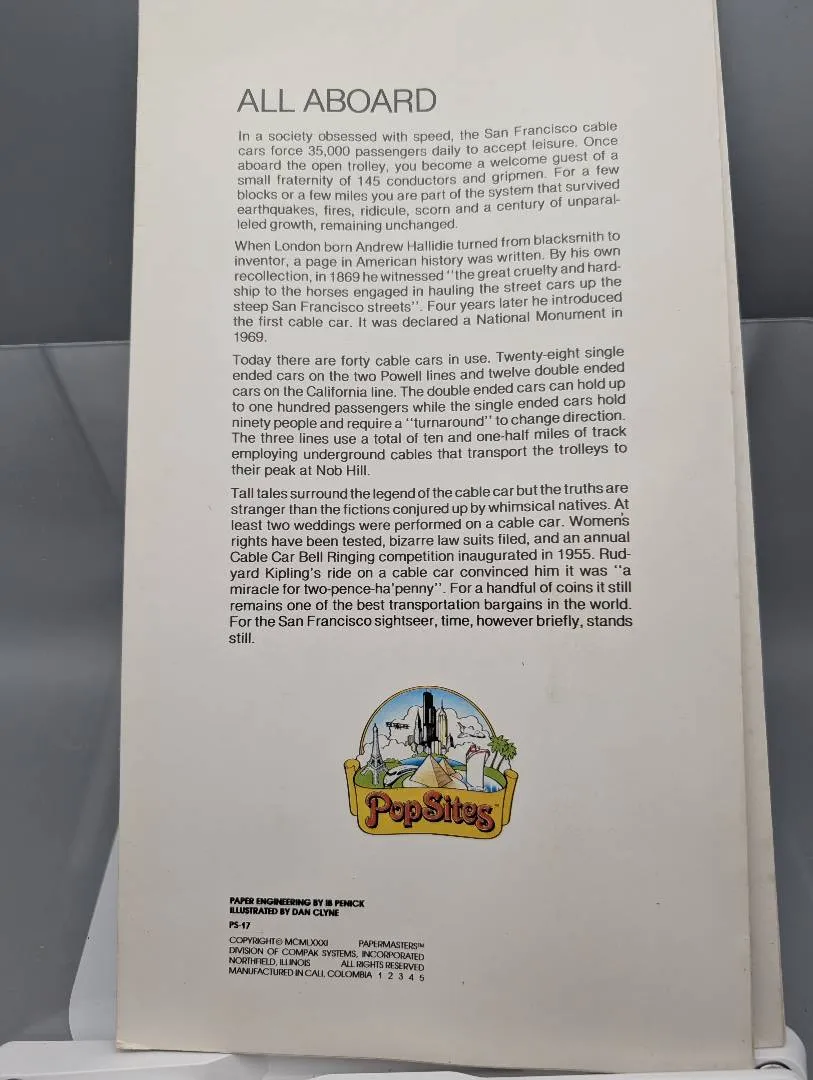 ALL ABOARD
In a society obsessed with speed, the San Francisco cable
cars force 35,000 passengers daily to accept leisure. Once
aboard the open trolley, you become a welcome guest of a
small fraternity of 145 conductors and gripmen. For a few
blocks or a few miles you are part of the system that survived
earthquakes, fires, ridicule, scorn and a century of unparal-
leled growth, remaining unchanged.
When London born Andrew Hallidie turned from blacksmith to
inventor, a page in American history was written. By his own
recollection, in 1869 he witnessed "the great cruelty and hard-
ship to the horses engaged in hauling the street cars up the
steep San Francisco streets". Four years later he introduced
the first cable car. It was declared a National Monument in
1969.
Today there are forty cable cars in use. Twenty-eight single
ended cars on the two Powell lines and twelve double ended
cars on the California line. The double ended cars can hold up
to one hundred passengers while the single ended cars hold
ninety people and require a "turnaround" to change direction.
The three lines use a total of ten and one-half miles of track
employing underground cables that transport the trolleys to
their peak at Nob Hill.
Tall tales surround the legend of the cable car but the truths are
stranger than the fictions conjured up by whimsical natives. At
least two weddings were performed on a cable car. Women's
rights have been tested, bizarre law suits filed, and an annual
Cable Car Bell Ringing competition inaugurated in 1955. Rud-
yard Kipling's ride on a cable car convinced him it was "a
miracle for two-pence-ha'penny". For a handful of coins it still
remains one of the best transportation bargains in the world.
For the San Francisco sightseer, time, however briefly, stands
still.
PopSites™
PAPER ENGINEERING BY IB PENICK
ILLUSTRATED BY DAN CLYNE
PS-17
COPYRIGHT © MCMLXXXI PAPERMASTERS™
DIVISION OF COMPAK SYSTEMS, INCORPORATED
NORTHFIELD, ILLINOIS ALL RIGHTS RESERVED
MANUFACTURED IN CALI, COLOMBIA 1 2 3 4 5